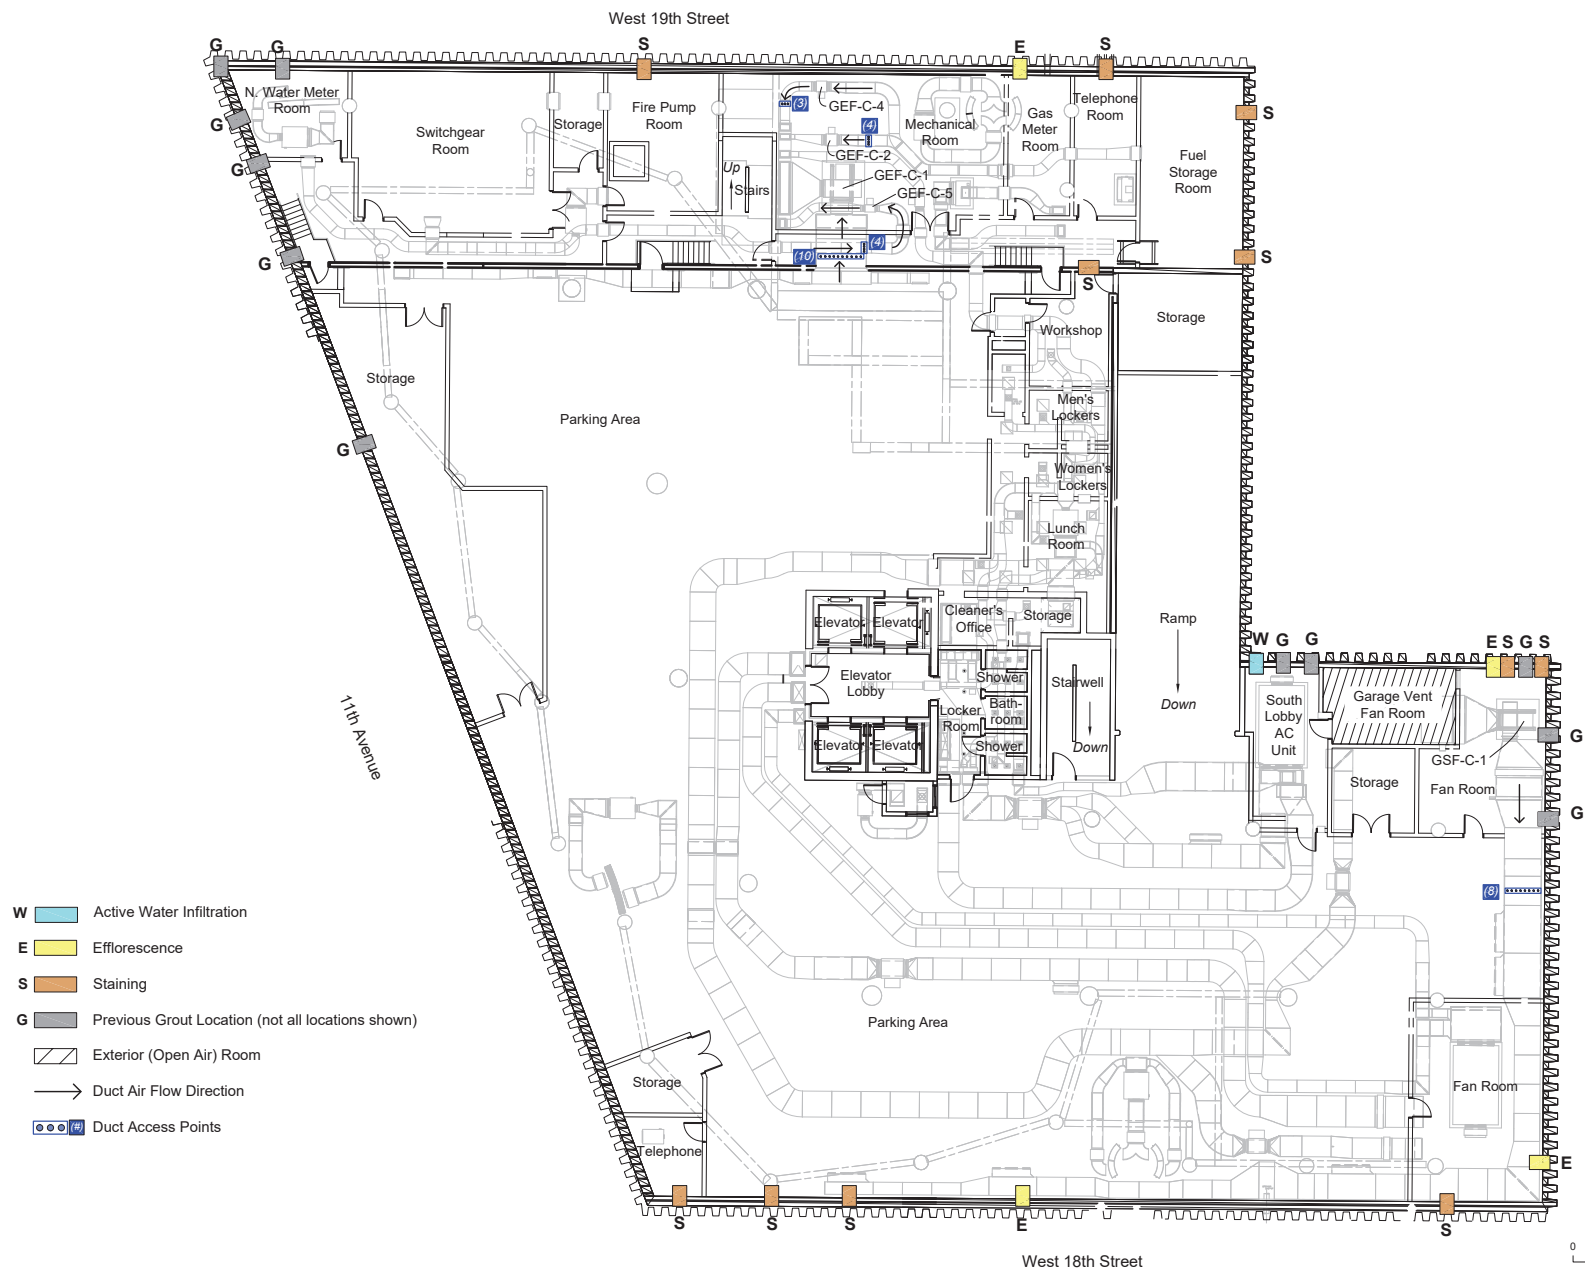 West 19th Street
G
G
S
E
S
N. Water Meter
Room
Switchgear
Room
Storage
Fire Pump
Room
Up
Stairs
(3)
GEF-C-4
(4)
GEF-C-2
Mechanical
Room
GEF-C-1
GEF-C-5
(4)
(10)
Gas
Meter
Room
Telephone
Room
Fuel
Storage
Room
S
G
G
G
S
S
Storage
Workshop
Storage
Parking Area
Men's
Lockers
G
Women's
Lockers
Lunch
Room
Elevator
Elevator
Cleaner's
Office
Storage
Ramp
Down
Elevator
Lobby
Shower
Locker
Room
Bath-
room
Shower
Stairwell
Down
Elevator
Elevator
W
G
G
E
S
G
S
South
Lobby
AC
Unit
Garage Vent
Fan Room
G
GSF-C-1
Storage
Fan Room
G
11th Avenue
(8)
W
Active Water Infiltration
E
Efflorescence
S
Staining
G
Previous Grout Location (not all locations shown)
Exterior (Open Air) Room
Duct Air Flow Direction
(#)
Duct Access Points
Parking Area
Storage
Fan Room
Telephone
E
S
S
S
E
S
West 18th Street
0